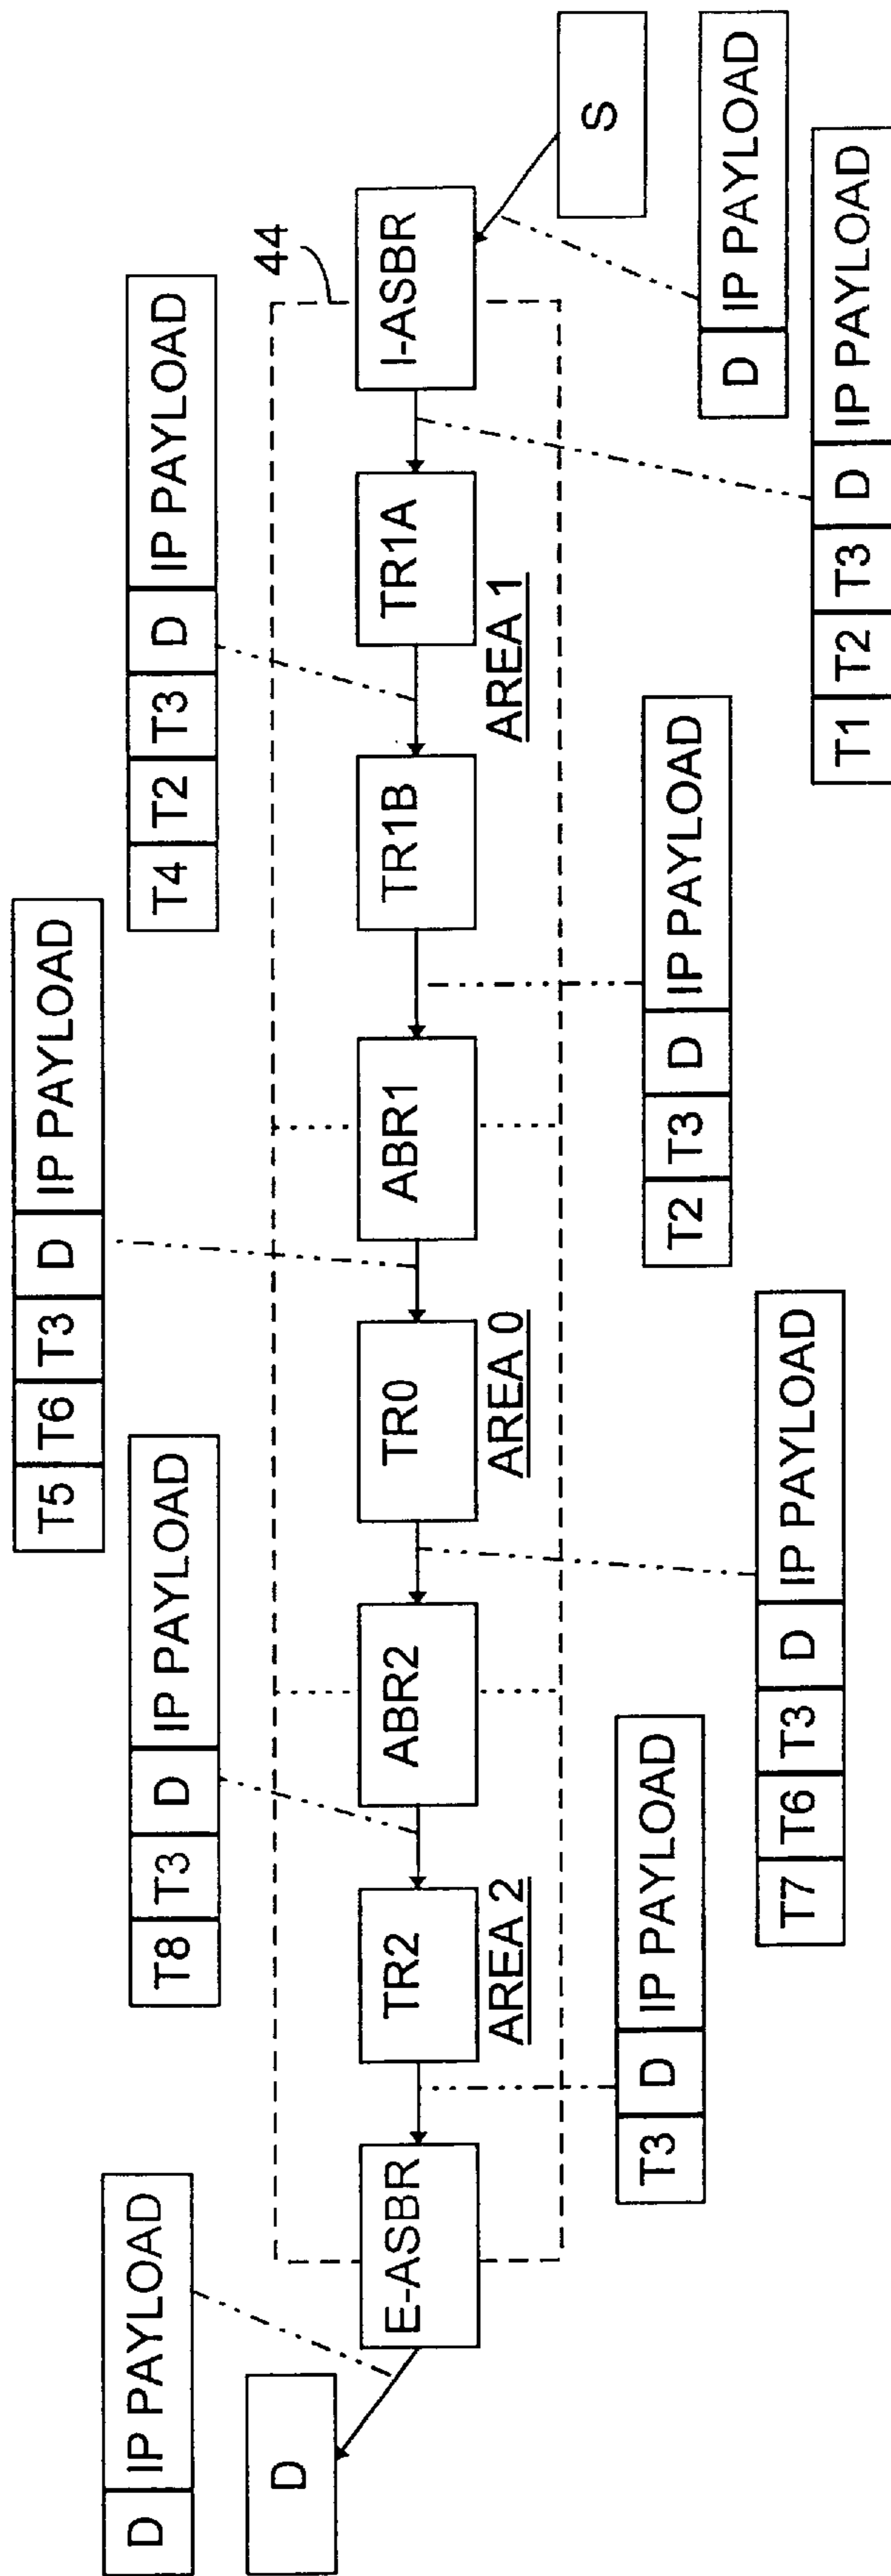 D IP PAYLOAD
T8 T3 D IP PAYLOAD
T5 T6 T3 D IP PAYLOAD
T4 T2 T3 D IP PAYLOAD
44
D
E-ASBR
TR2
ABR2
TR0
ABR1
TR1B
TR1A
I-ASBR
S
AREA 2
AREA 0
AREA 1
T3 D IP PAYLOAD
T7 T6 T3 D IP PAYLOAD
T2 T3 D IP PAYLOAD
T1 T2 T3 D IP PAYLOAD
D IP PAYLOAD